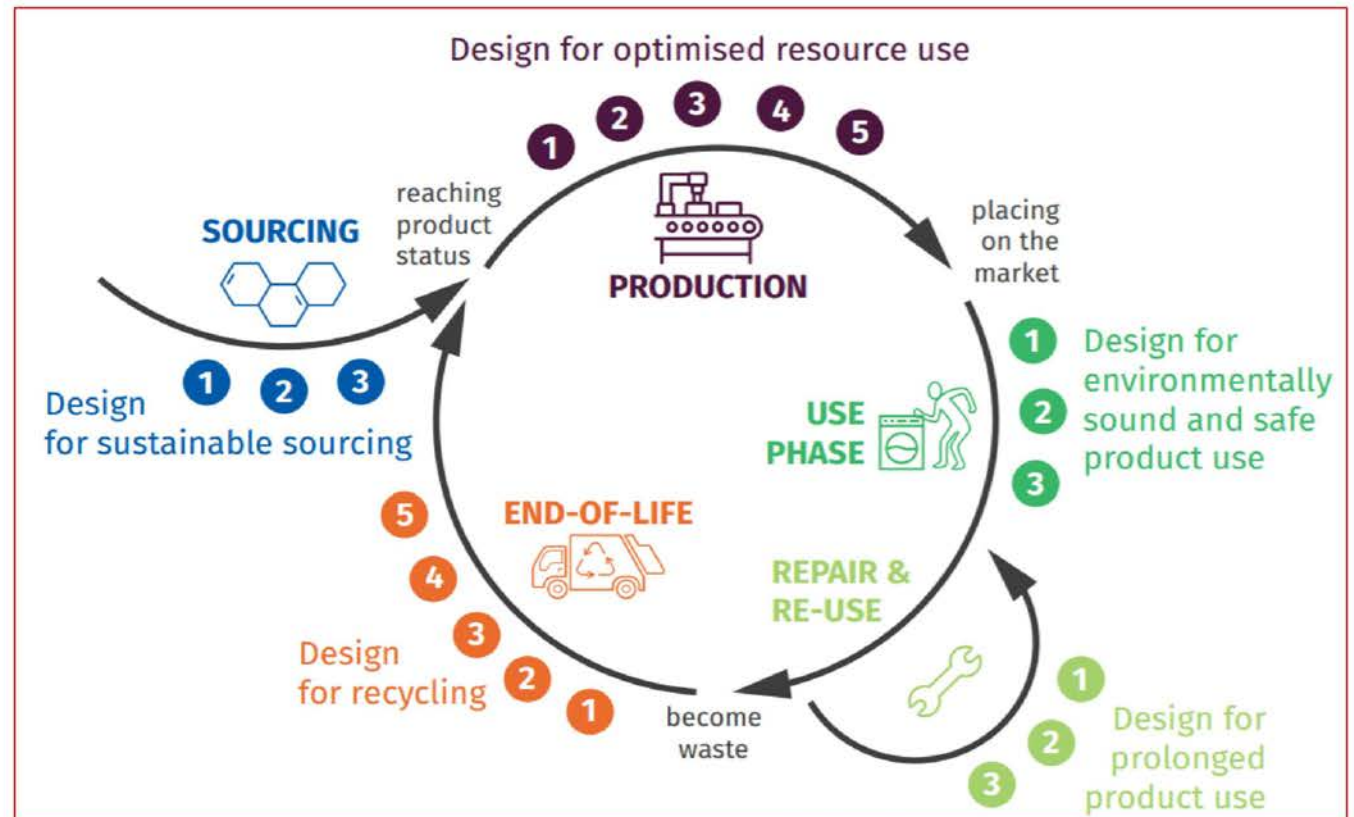 Design for optimised resource use
1 2 3 4 5
reaching
product
status
SOURCING
PRODUCTION
placing
on the
market
1 2 3
Design
for sustainable sourcing
1
2
3
Design for
environmentally
sound and safe
product use
USE
PHASE
END-OF-LIFE
5
4
3
2
1
Design
for recycling
REPAIR &
RE-USE
become
waste
1
2
3
Design for
prolonged
product use